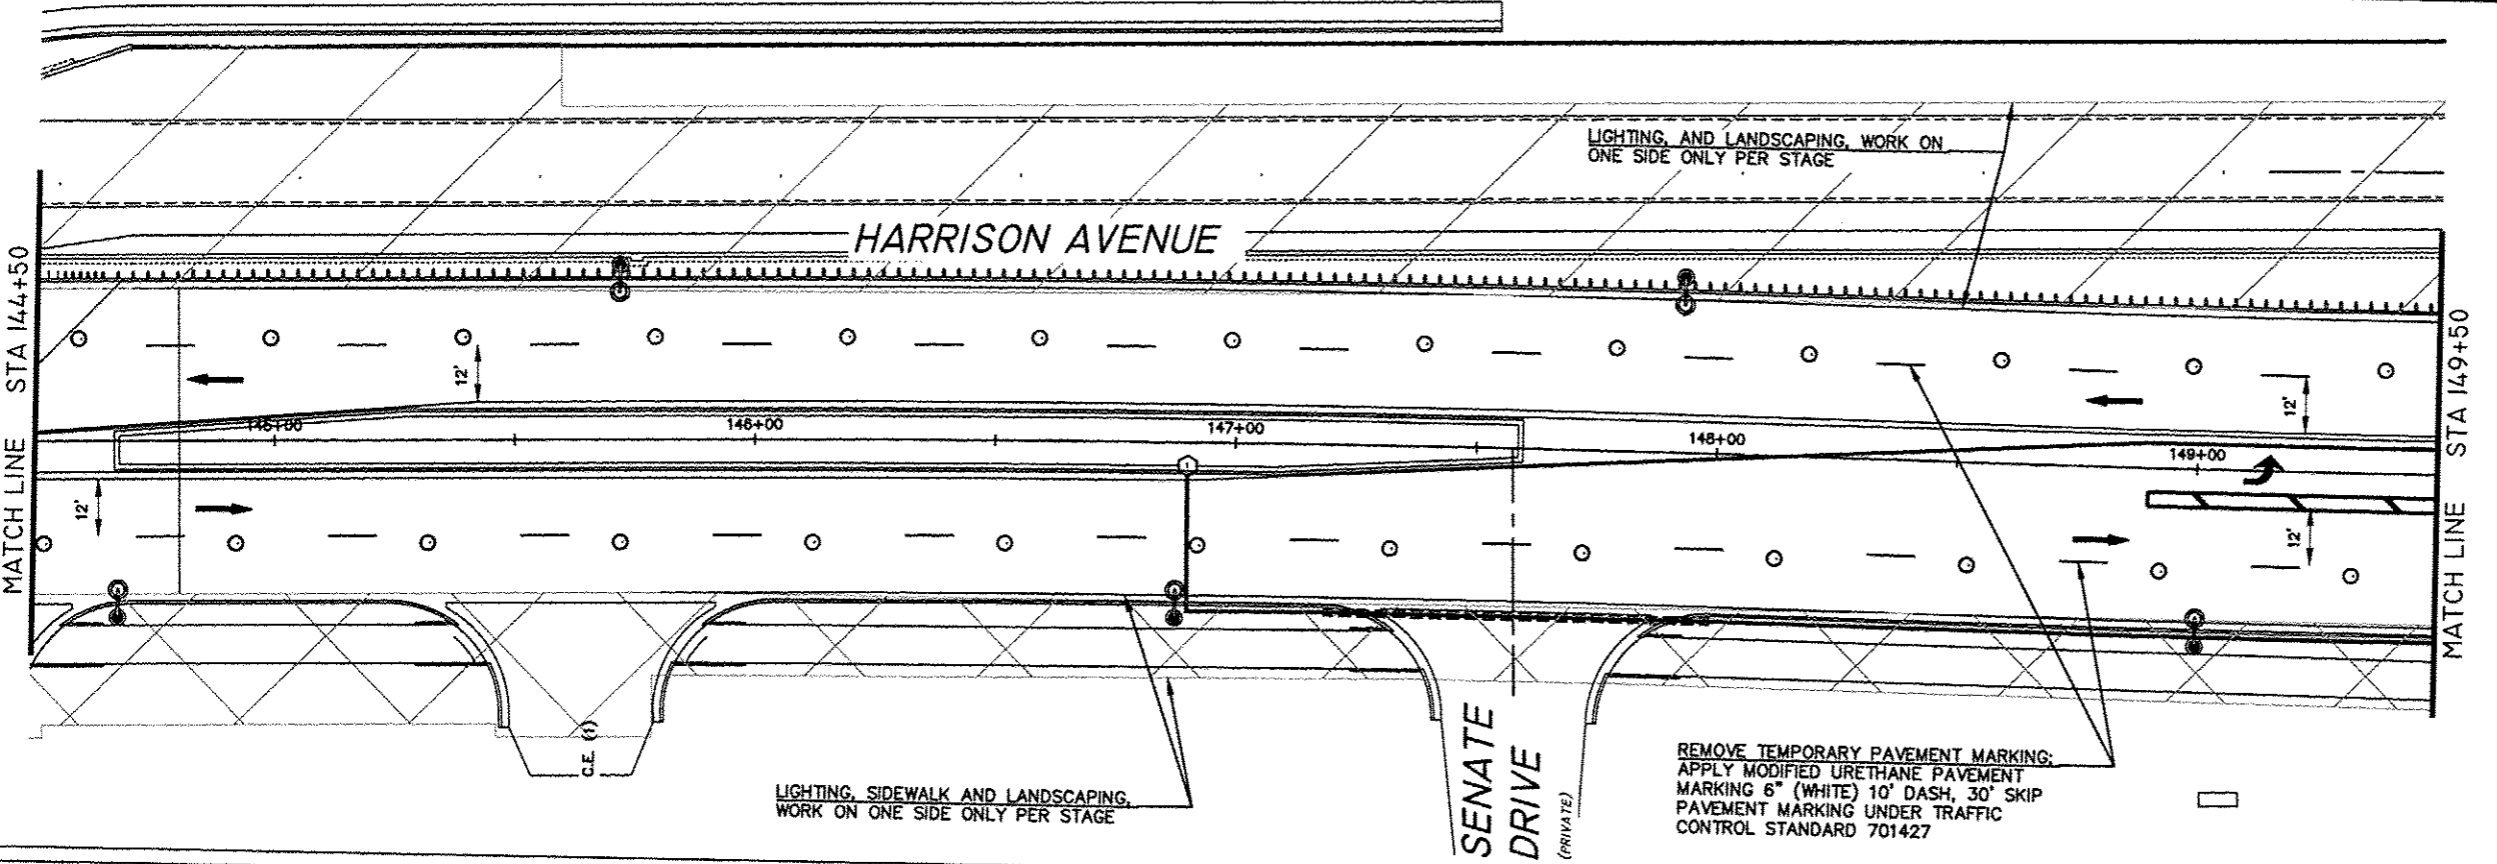 LIGHTING, AND LANDSCAPING, WORK ON
ONE SIDE ONLY PER STAGE
HARRISON AVENUE
MATCH LINE STA 144+50
MATCH LINE STA 149+50
12'
12'
145+00
146+00
147+00
148+00
149+00
12'
12'
1
C.E. (1)
LIGHTING, SIDEWALK AND LANDSCAPING,
WORK ON ONE SIDE ONLY PER STAGE
SENATE
DRIVE
(PRIVATE)
REMOVE TEMPORARY PAVEMENT MARKING;
APPLY MODIFIED URETHANE PAVEMENT
MARKING 6" (WHITE) 10' DASH, 30' SKIP
PAVEMENT MARKING UNDER TRAFFIC
CONTROL STANDARD 701427